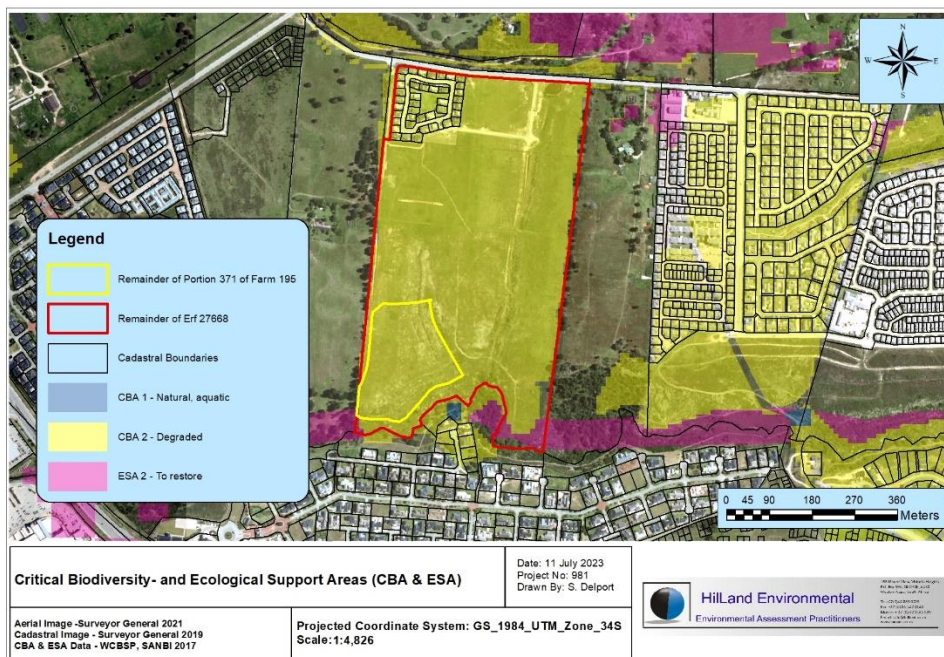 N
W E
S
Legend
Remainder of Portion 371 of Farm 195
Remainder of Erf 27668
Cadastral Boundaries
CBA 1 - Natural, aquatic
CBA 2 - Degraded
ESA 2 - To restore
0 45 90 180 270 360
Meters
Critical Biodiversity- and Ecological Support Areas (CBA & ESA)
Date: 11 July 2023
Project No: 981
Drawn By: S. Delport
Aerial Image -Surveyor General 2021
Cadastral Image - Surveyor General 2019
CBA & ESA Data - WCBSP, SANBI 2017
Projected Coordinate System: GS_1984_UTM_Zone_34S
Scale:1:4,826
HilLand Environmental
Environmental Assessment Practitioners